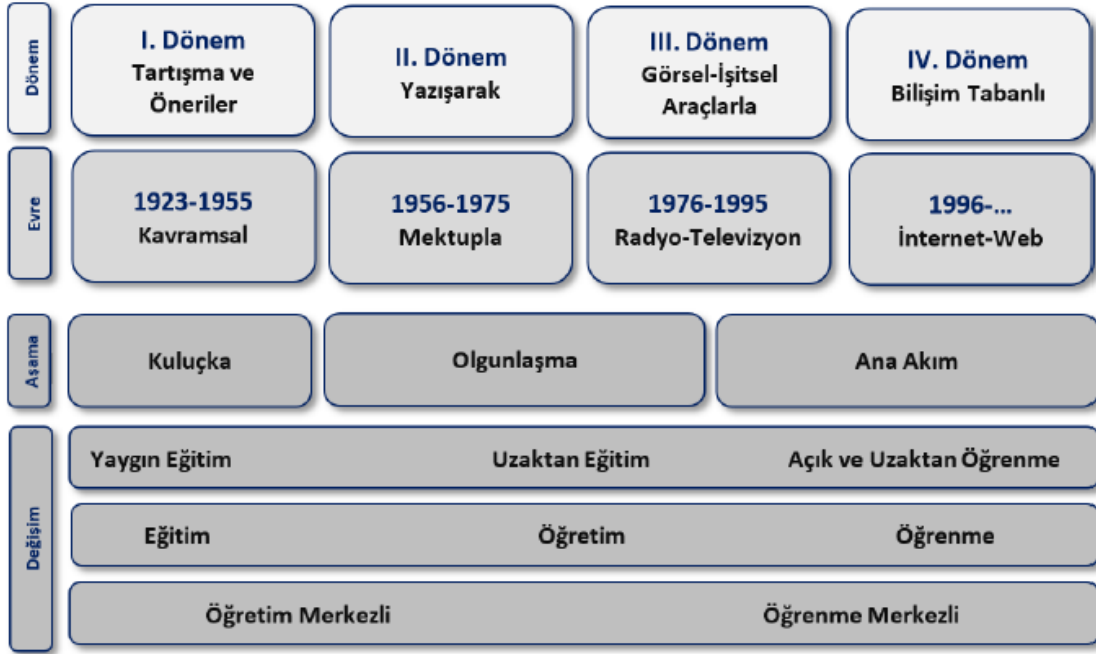 Dönem
I. Dönem
Tartışma ve
Öneriler
II. Dönem
Yazışarak
III. Dönem
Görsel-İşitsel
Araçlarla
IV. Dönem
Bilişim Tabanlı
Evre
1923-1955
Kavramsal
1956-1975
Mektupla
1976-1995
Radyo-Televizyon
1996-...
İnternet-Web
Aşama
Kuluçka
Olgunlaşma
Ana Akım
Değişim
Yaygın Eğitim
Uzaktan Eğitim
Açık ve Uzaktan Öğrenme
Eğitim
Öğretim
Öğrenme
Öğretim Merkezli
Öğrenme Merkezli